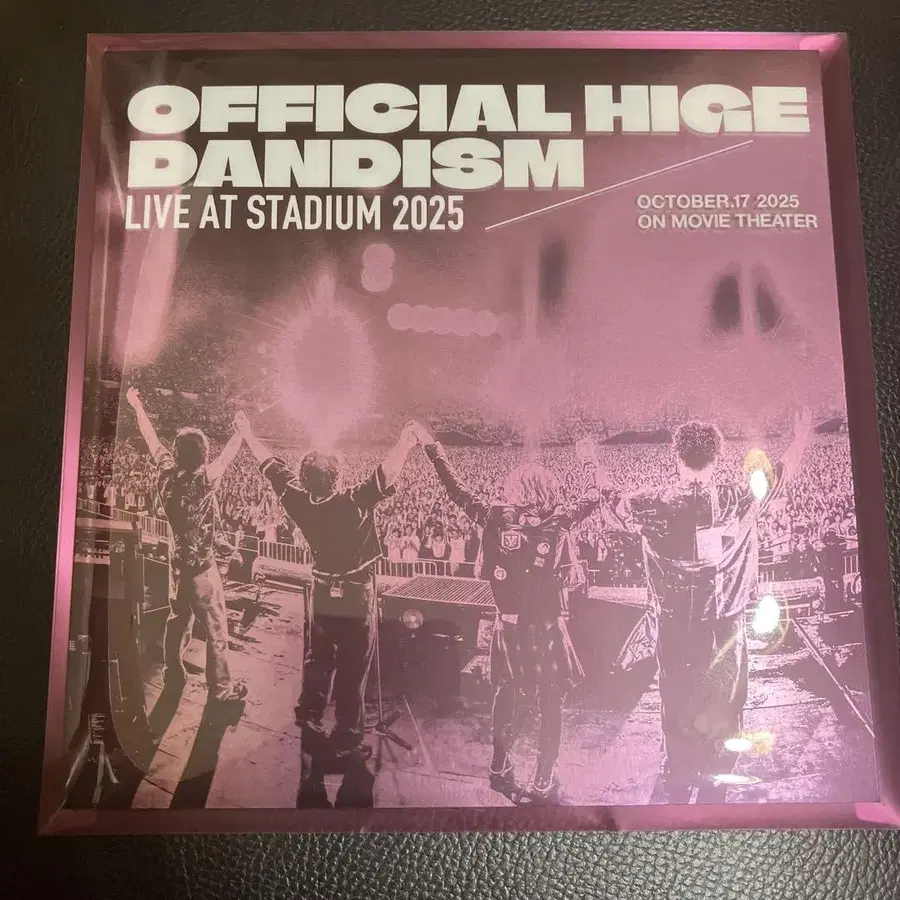 OFFICIAL HIGE
DANDISM
LIVE AT STADIUM 2025
OCTOBER.17 2025
ON MOVIE THEATER